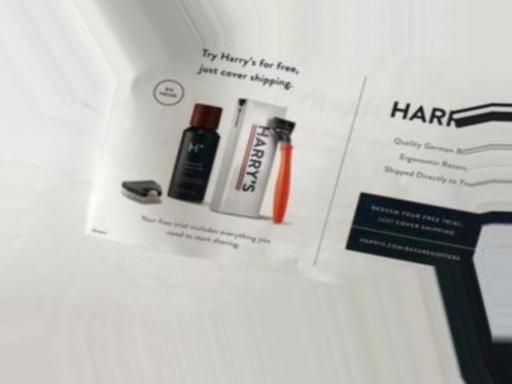 Try Harry's for free,
just cover shipping.
H'
HARRY'S
Your free trial includes everything you
need to start shaving.
HARR
Quality German
Ergonomic Razors,
Shipped Directly to You
REDEEM YOUR FREE TRIAL,
JUST COVER SHIPPING